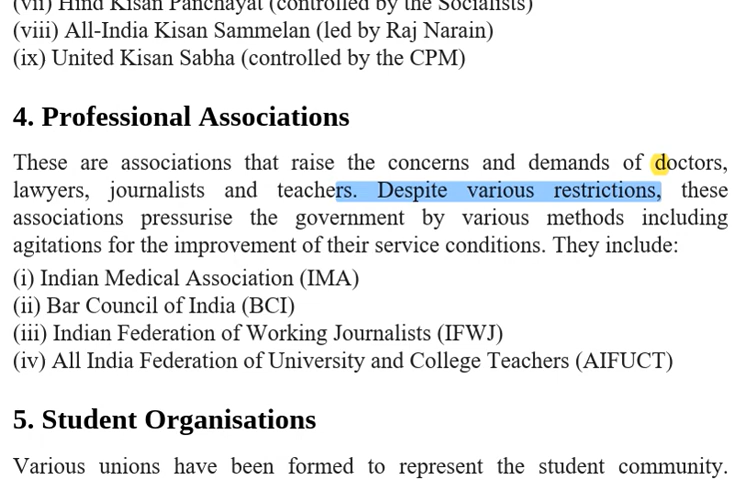 (vii) Hind Kisan Panchayat (controlled by the Socialists)
(viii) All-India Kisan Sammelan (led by Raj Narain)
(ix) United Kisan Sabha (controlled by the CPM)
4. Professional Associations
These are associations that raise the concerns and demands of doctors,
lawyers, journalists and teachers. Despite various restrictions, these
associations pressurise the government by various methods including
agitations for the improvement of their service conditions. They include:
(i) Indian Medical Association (IMA)
(ii) Bar Council of India (BCI)
(iii) Indian Federation of Working Journalists (IFWJ)
(iv) All India Federation of University and College Teachers (AIFUCT)
5. Student Organisations
Various unions have been formed to represent the student community.